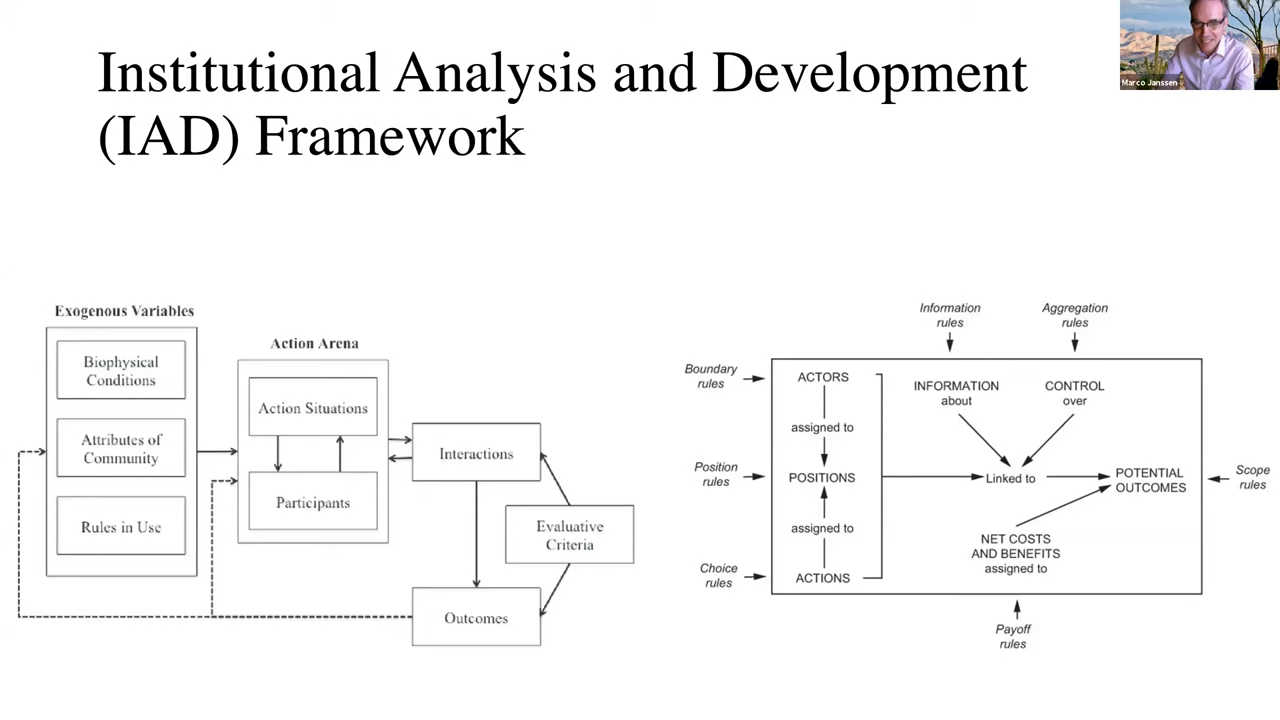 Institutional Analysis and Development
(IAD) Framework
Marco Janssen
Exogenous Variables
Biophysical
Conditions
Attributes of
Community
Rules in Use
Action Arena
Action Situations
Participants
Interactions
Evaluative
Criteria
Outcomes
Information
rules
Aggregation
rules
Boundary
rules
ACTORS
INFORMATION
about
CONTROL
over
assigned to
Position
rules
POSITIONS
Linked to
POTENTIAL
OUTCOMES
Scope
rules
assigned to
NET COSTS
AND BENEFITS
assigned to
Choice
rules
ACTIONS
Payoff
rules